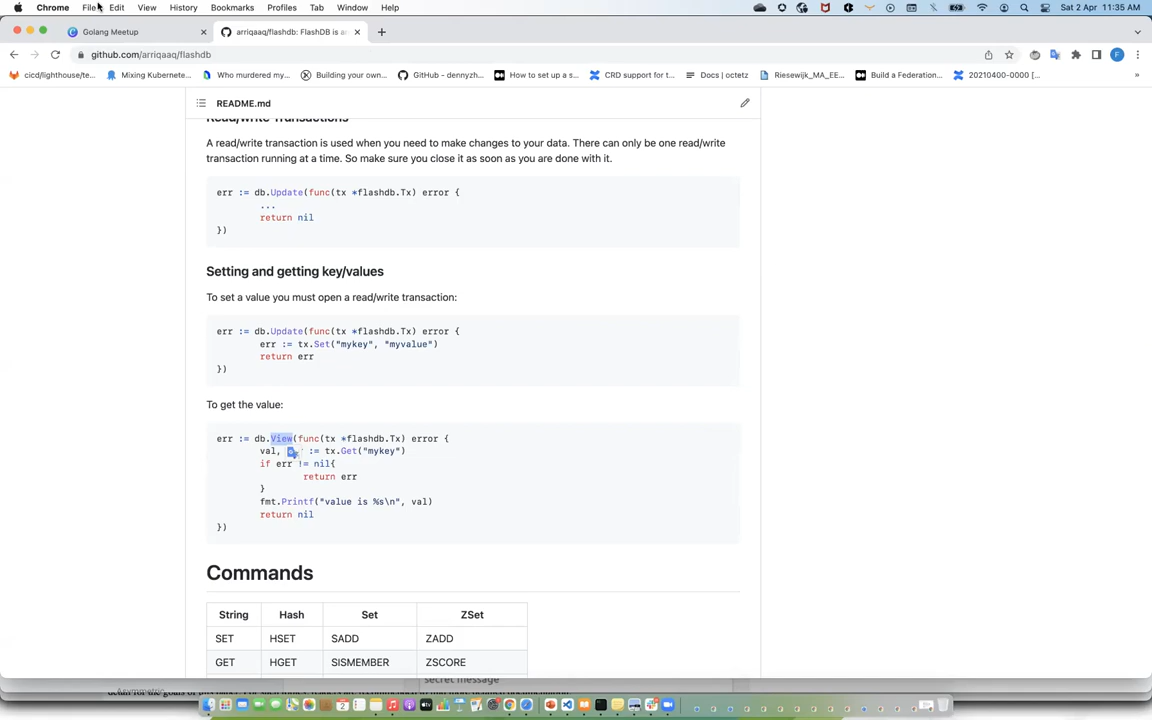 Chrome File Edit View History Bookmarks Profiles Tab Window Help Sat 2 Apr 11:35 AM
Golang Meetup arriqaaq/flashdb: FlashDB is a
github.com/arriqaaq/flashdb F
cicd/lighthouse/te... Mixing Kubernete... Who murdered my... Building your own... GitHub - dennyzh... How to set up a s... CRD support for t... Docs | octetz Riesewijk_MA_EE... Build a Federation... 20210400-0000 [... »
README.md
Read/write Transactions
A read/write transaction is used when you need to make changes to your data. There can only be one read/write
transaction running at a time. So make sure you close it as soon as you are done with it.
err := db.Update(func(tx *flashdb.Tx) error {
...
return nil
})
Setting and getting key/values
To set a value you must open a read/write transaction:
err := db.Update(func(tx *flashdb.Tx) error {
err := tx.Set("mykey", "myvalue")
return err
})
To get the value:
err := db.View(func(tx *flashdb.Tx) error {
val, := tx.Get("mykey")
if err != nil{
return err
}
fmt.Printf("value is %s\n", val)
return nil
})
Commands
String Hash Set ZSet
SET HSET SADD ZADD
GET HGET SISMEMBER ZSCORE
secret message
Asymmetric